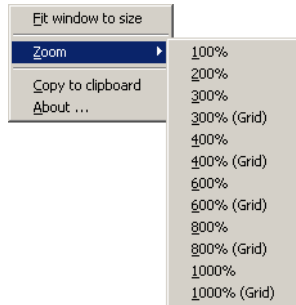 Fit window to size
Zoom
Copy to clipboard
About ...
100%
200%
300%
300% (Grid)
400%
400% (Grid)
600%
600% (Grid)
800%
800% (Grid)
1000%
1000% (Grid)